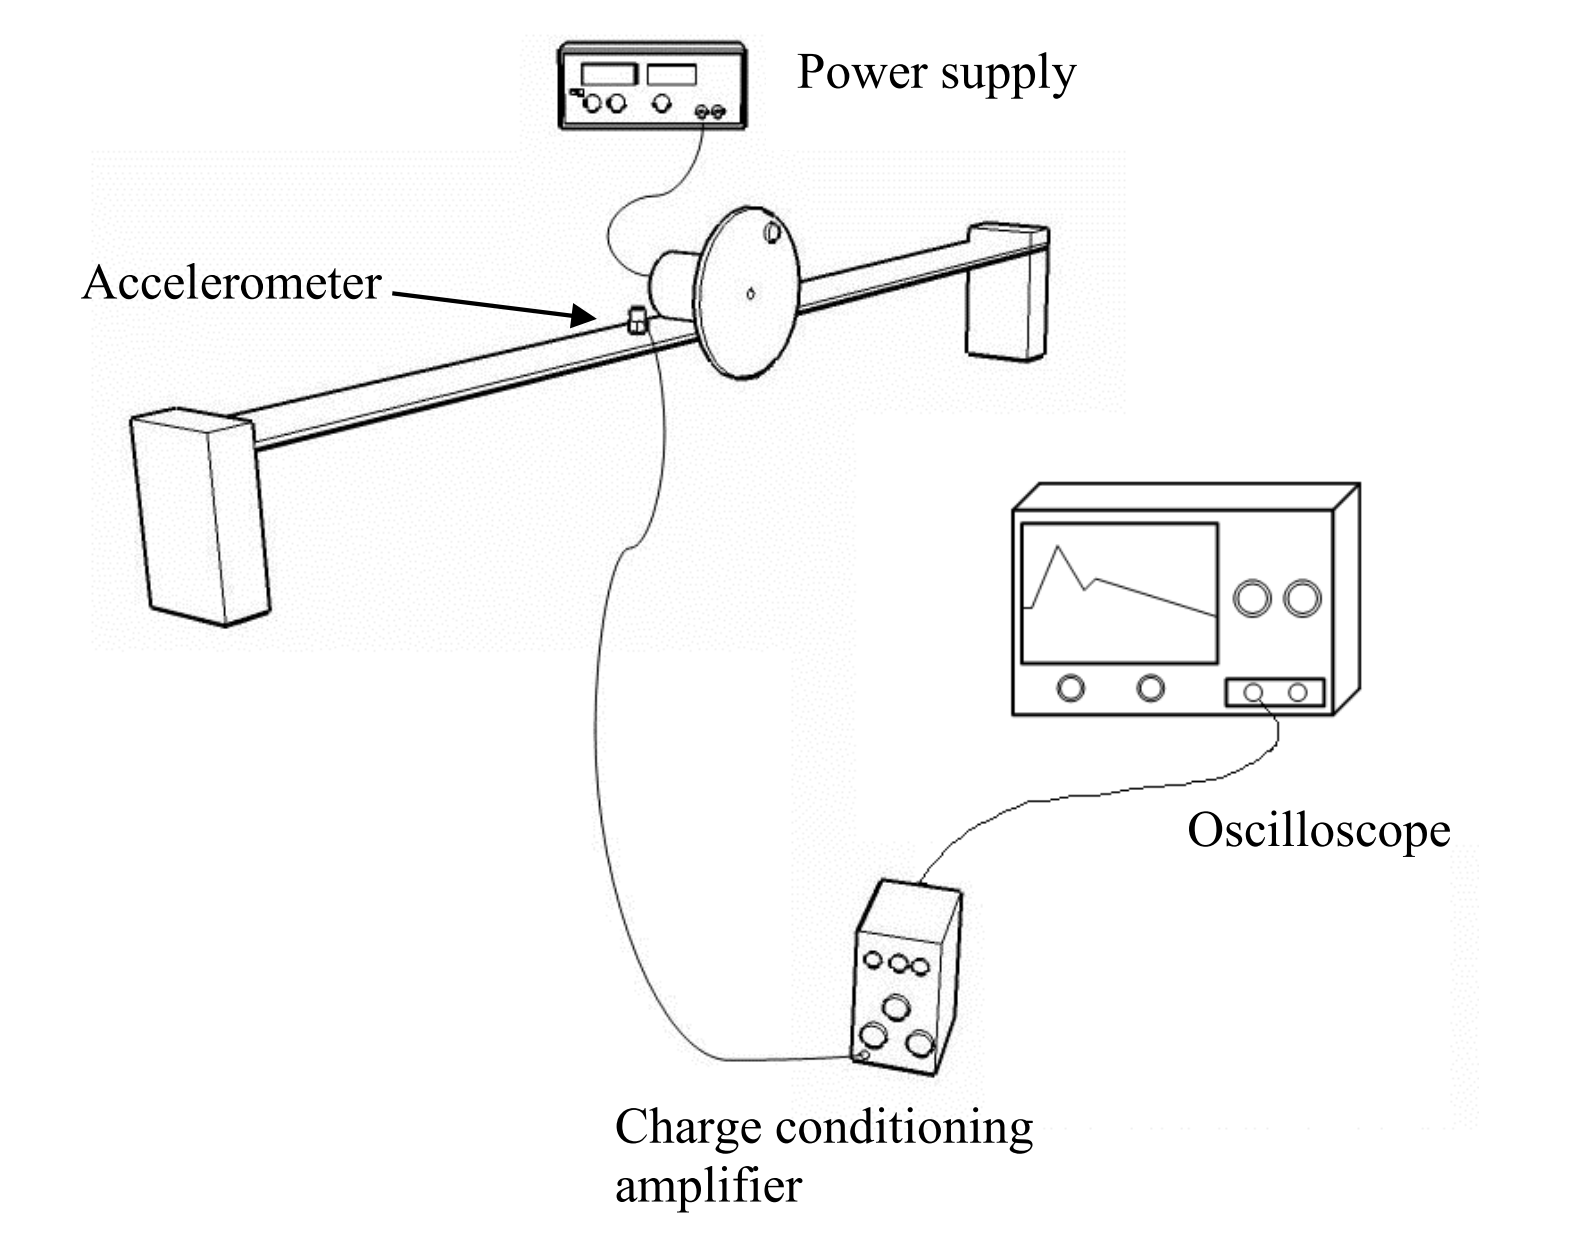 Power supply
Accelerometer
Oscilloscope
Charge conditioning
amplifier